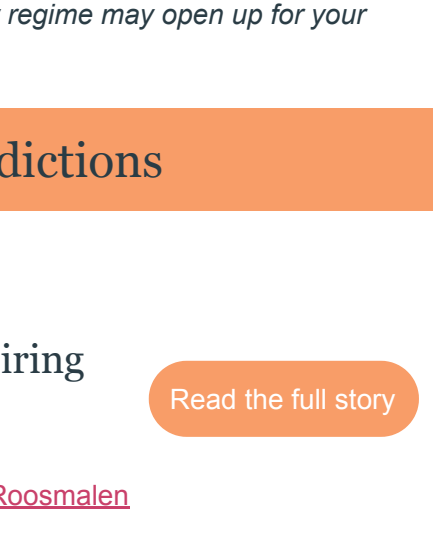 regime may open up for your
dictions
iring
Read the full story
Roosmalen